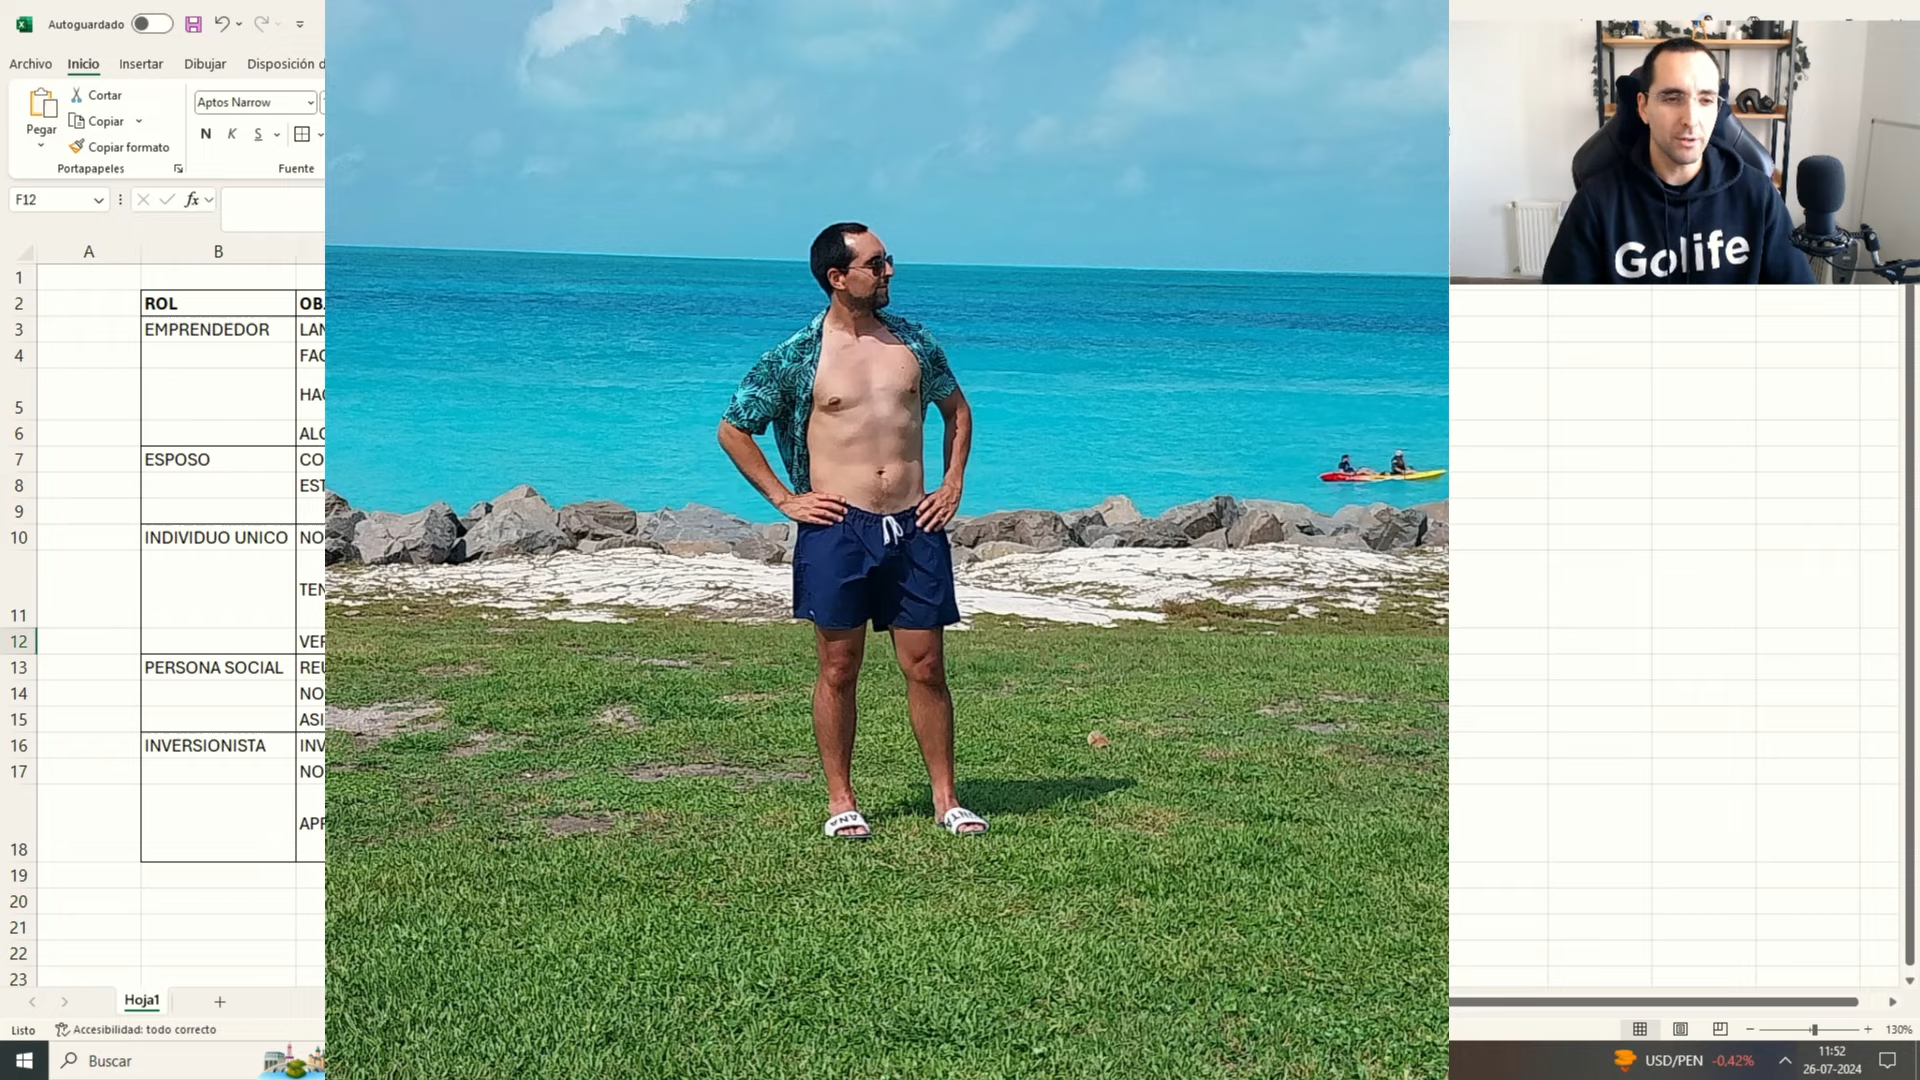 Autoguardado
Archivo Inicio Insertar Dibujar Disposición d
Pegar
Cortar
Copiar
Copiar formato
Portapapeles
Aptos Narrow
N K S
Fuente
F12
fx
A B
1
2 ROL OB
3 EMPRENDEDOR LAN
4 FAC
5 HAC
6 ALC
7 ESPOSO CO
8 EST
9
10 INDIVIDUO UNICO NO
11 TEN
12 VER
13 PERSONA SOCIAL REU
14 NO
15 ASI
16 INVERSIONISTA INV
17 NO
18 APR
19
20
21
22
23
Hoja1
Listo Accesibilidad: todo correcto
130%
Buscar
USD/PEN -0,42%
11:52
26-07-2024
Golife
ANA